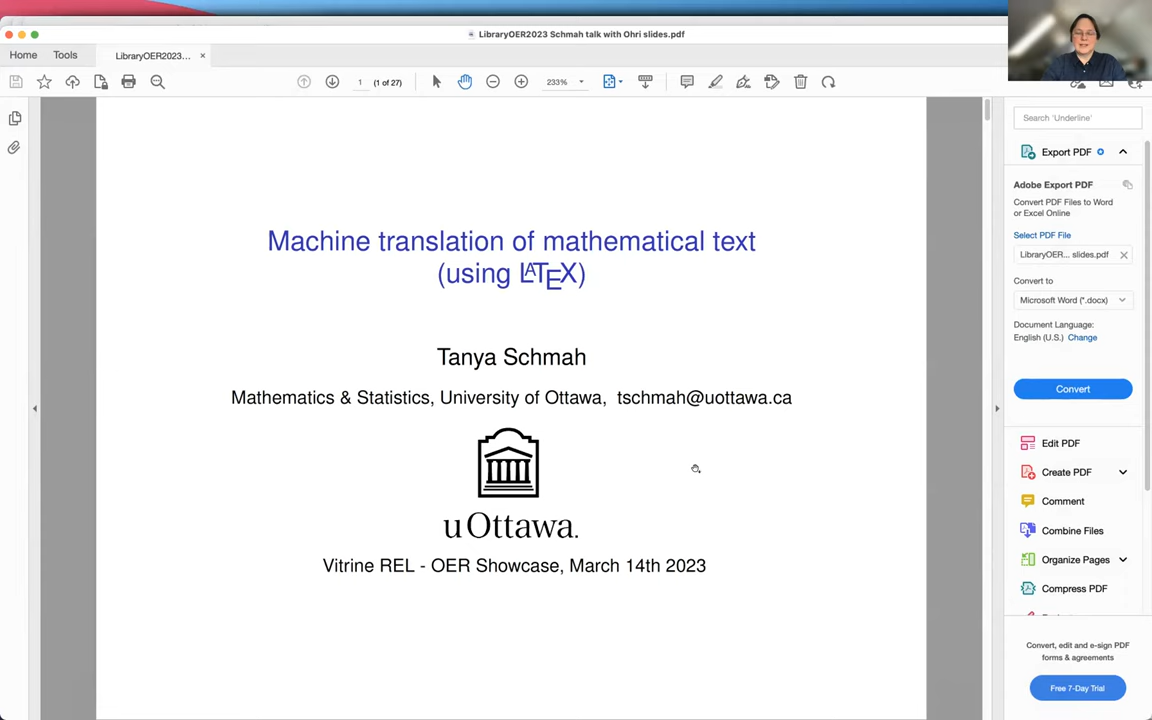 LibraryOER2023 Schmah talk with Ohri slides.pdf
Home Tools LibraryOER2023... ×
1 (1 of 27) 233%
Search 'Underline'
Export PDF
Adobe Export PDF
Convert PDF Files to Word
or Excel Online
Select PDF File
LibraryOER... slides.pdf
Convert to
Microsoft Word (*.docx)
Document Language:
English (U.S.) Change
Convert
Edit PDF
Create PDF
Comment
Combine Files
Organize Pages
Compress PDF
Convert, edit and e-sign PDF
forms & agreements
Free 7-Day Trial
Machine translation of mathematical text
(using LATEX)
Tanya Schmah
Mathematics & Statistics, University of Ottawa, tschmah@uottawa.ca
uOttawa.
Vitrine REL - OER Showcase, March 14th 2023